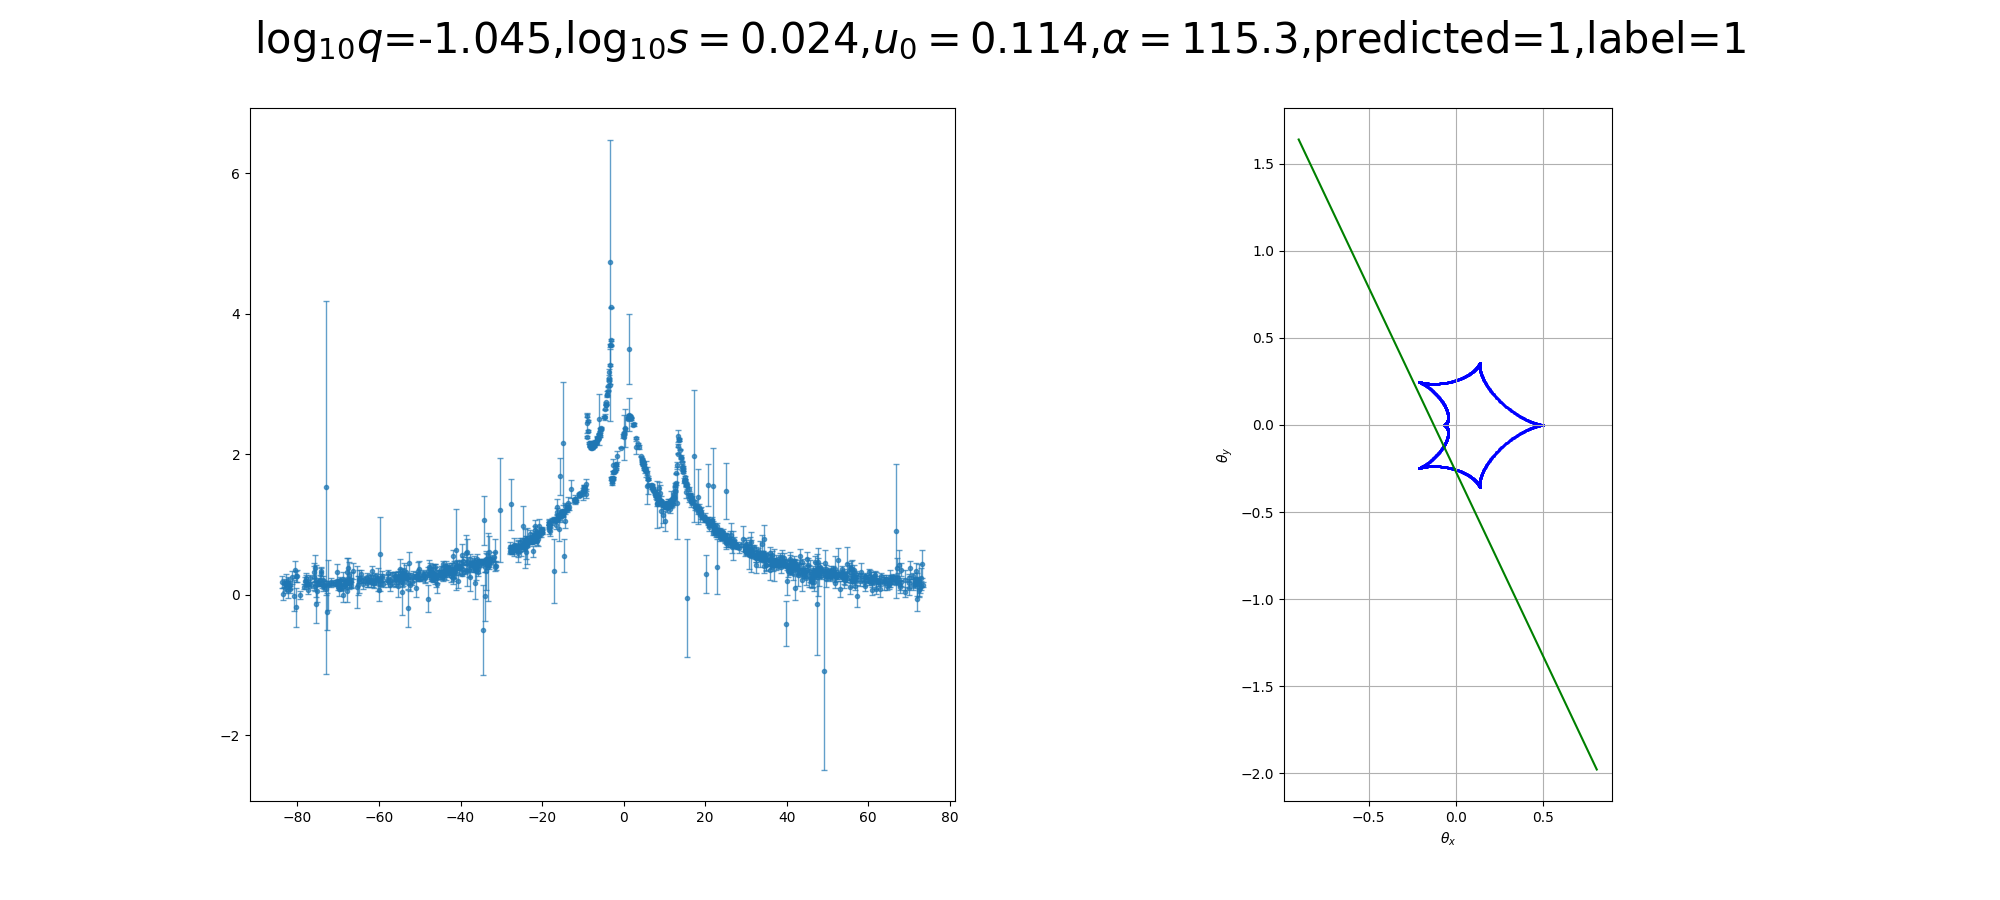 log₁₀q=-1.045,log₁₀s = 0.024,u₀ = 0.114,α = 115.3,predicted=1,label=1
6
4
2
0
−2
−80 −60 −40 −20 0 20 40 60 80
1.5
1.0
0.5
0.0
−0.5
−1.0
−1.5
−2.0
θy
−0.5 0.0 0.5
θx